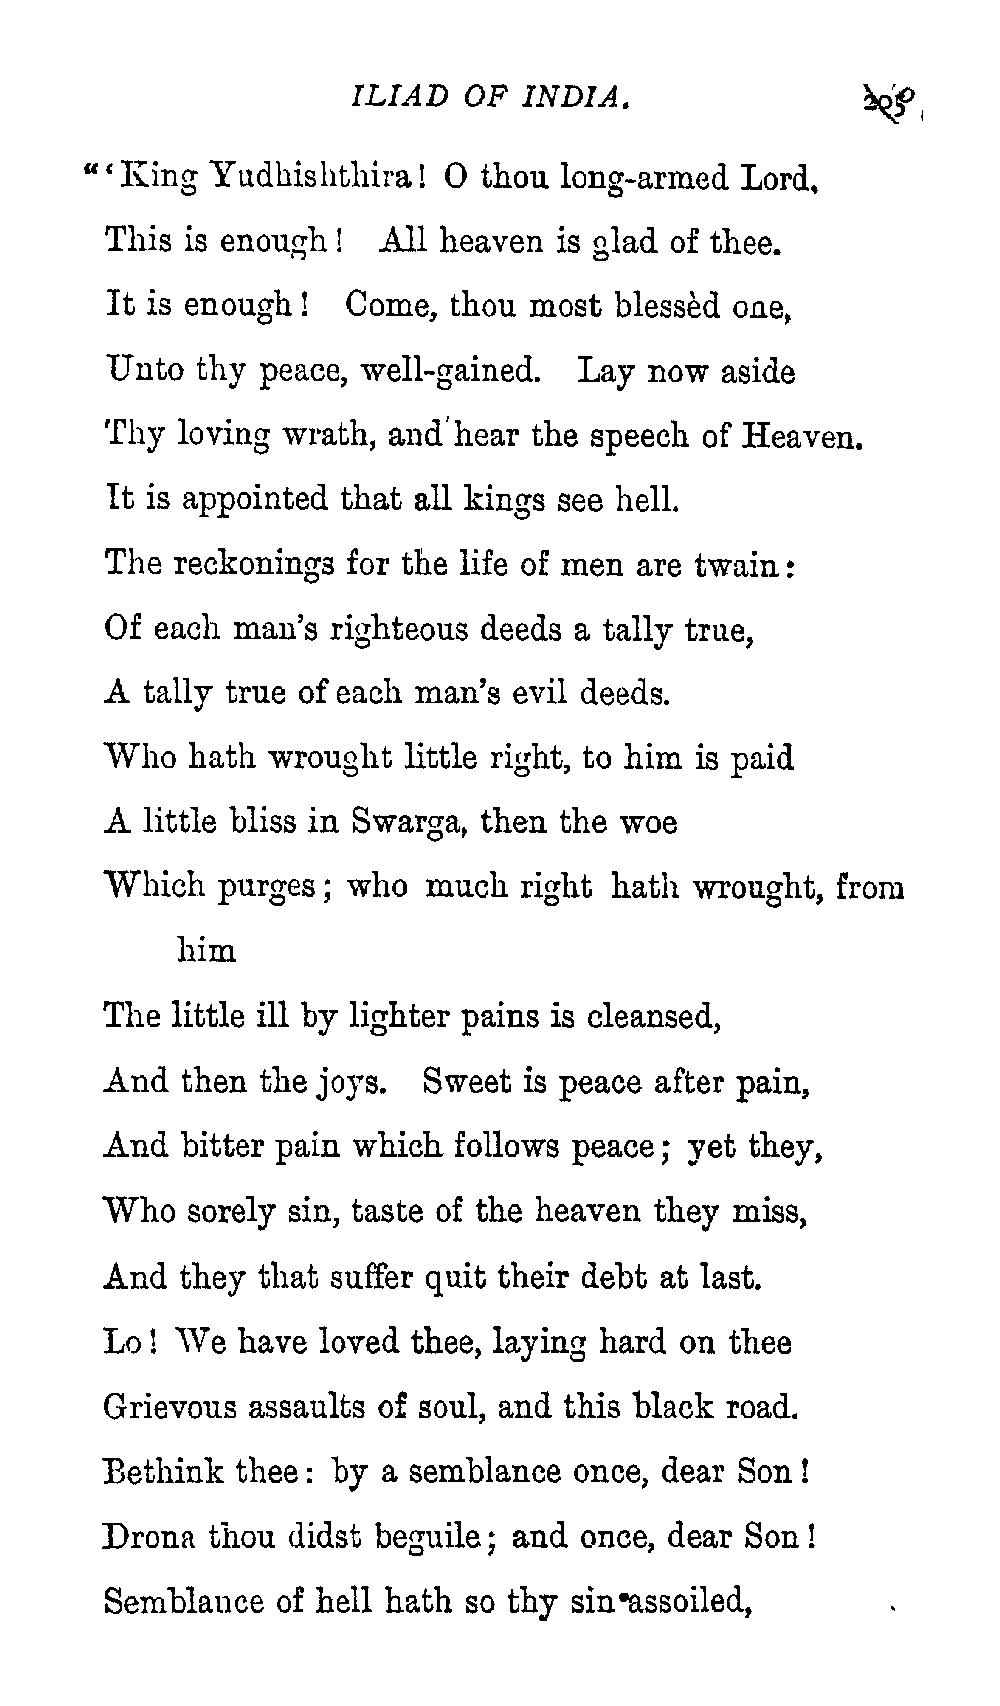 ILIAD OF INDIA.
"'King Yudhishthira! O thou long-armed Lord,
This is enough! All heaven is glad of thee.
It is enough! Come, thou most blessèd one,
Unto thy peace, well-gained. Lay now aside
Thy loving wrath, and hear the speech of Heaven.
It is appointed that all kings see hell.
The reckonings for the life of men are twain:
Of each man's righteous deeds a tally true,
A tally true of each man's evil deeds.
Who hath wrought little right, to him is paid
A little bliss in Swarga, then the woe
Which purges; who much right hath wrought, from
him
The little ill by lighter pains is cleansed,
And then the joys. Sweet is peace after pain,
And bitter pain which follows peace; yet they,
Who sorely sin, taste of the heaven they miss,
And they that suffer quit their debt at last.
Lo! We have loved thee, laying hard on thee
Grievous assaults of soul, and this black road.
Bethink thee: by a semblance once, dear Son!
Drona thou didst beguile; and once, dear Son!
Semblance of hell hath so thy sin assoiled,